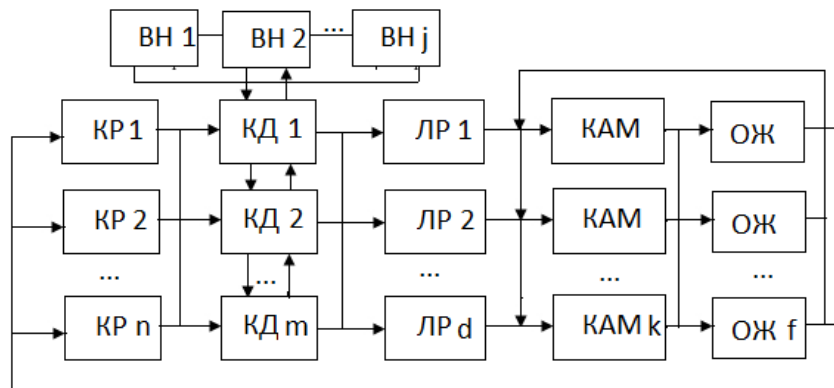 ВН 1 ВН 2 ... ВН j
КР 1 КД 1 ЛР 1 КАМ ОЖ
КР 2 КД 2 ЛР 2 КАМ ОЖ
... ... ... ... ...
КР n КД m ЛР d КАМ k ОЖ f